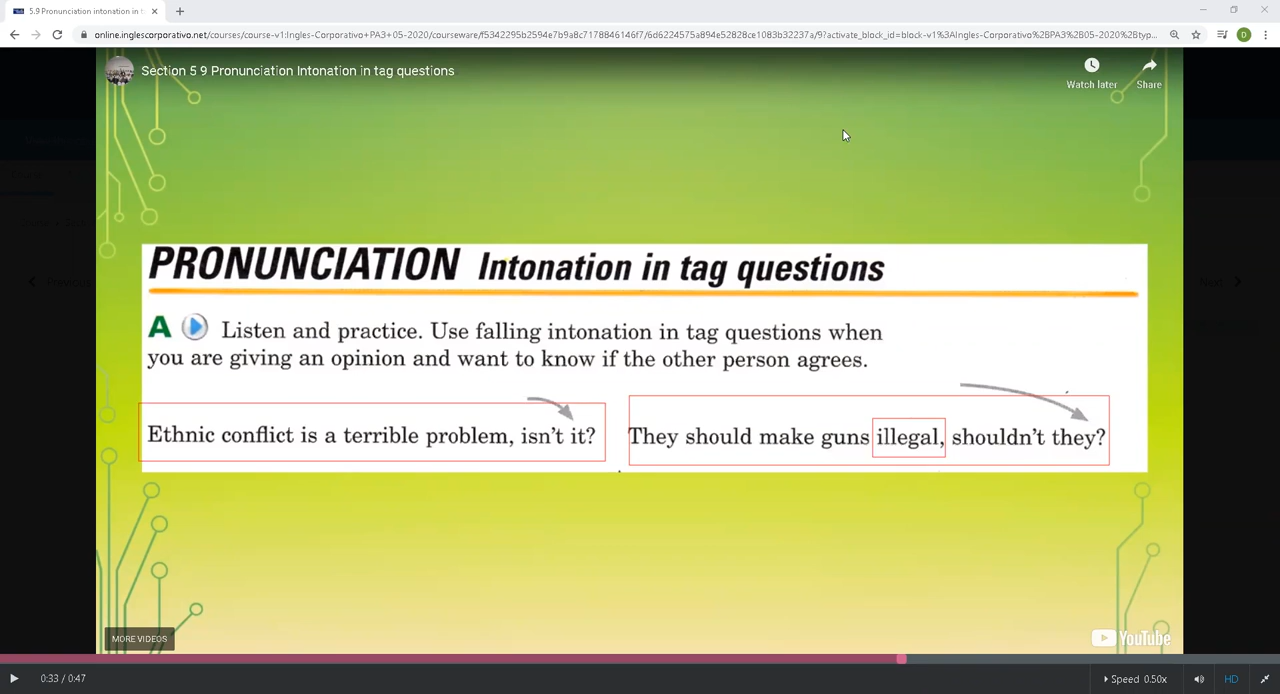 5.9 Pronunciation intonation in t
online.inglescorporativo.net/courses/course-v1:Ingles-Corporativo+PA3+05-2020/courseware/f5342295b2594e7b9a8c7178846146f7/6d6224575a894e52828ce1083b32237a/9?activate_block_id=block-v1%3AIngles-Corporativo%2BPA3%2B05-2020%2Btyp...
D
Section 5 9 Pronunciation Intonation in tag questions
Watch later
Share
PRONUNCIATION Intonation in tag questions
A Listen and practice. Use falling intonation in tag questions when
you are giving an opinion and want to know if the other person agrees.
Ethnic conflict is a terrible problem, isn't it? They should make guns illegal, shouldn't they?
Previous
Next
MORE VIDEOS
YouTube
0:33 / 0:47
Speed 0.50x
HD